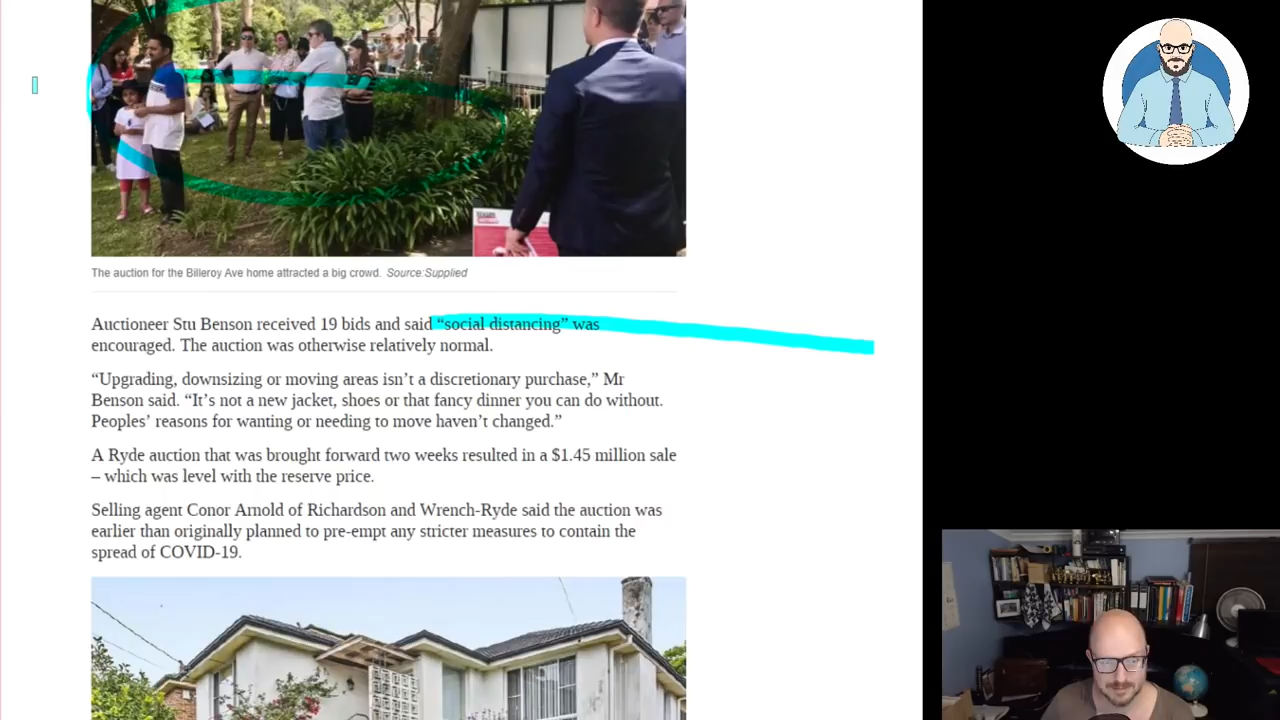 The auction for the Billeroy Ave home attracted a big crowd. Source:Supplied
Auctioneer Stu Benson received 19 bids and said “social distancing” was
encouraged. The auction was otherwise relatively normal.
“Upgrading, downsizing or moving areas isn’t a discretionary purchase,” Mr
Benson said. “It’s not a new jacket, shoes or that fancy dinner you can do without.
Peoples’ reasons for wanting or needing to move haven’t changed.”
A Ryde auction that was brought forward two weeks resulted in a $1.45 million sale
– which was level with the reserve price.
Selling agent Conor Arnold of Richardson and Wrench-Ryde said the auction was
earlier than originally planned to pre-empt any stricter measures to contain the
spread of COVID-19.